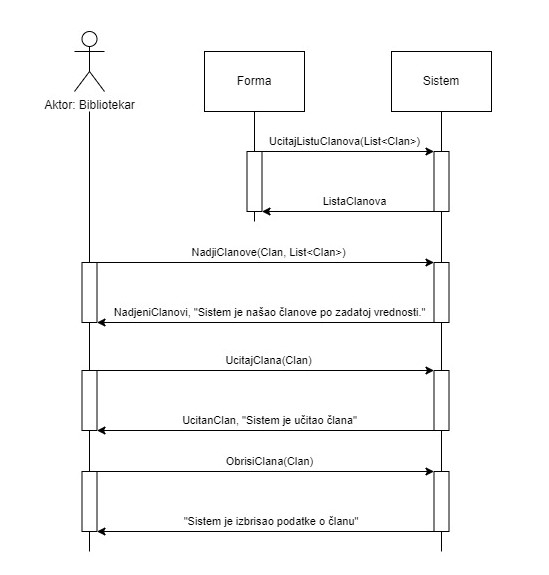 Forma
Sistem
Aktor: Bibliotekar
UcitajListuClanova(List<Clan>)
ListaClanova
NadjiClanove(Clan, List<Clan>)
NadjeniClanovi, "Sistem je našao članove po zadatoj vrednosti."
UcitajClana(Clan)
UcitanClan, "Sistem je učitao člana"
ObrisiClana(Clan)
"Sistem je izbrisao podatke o članu"